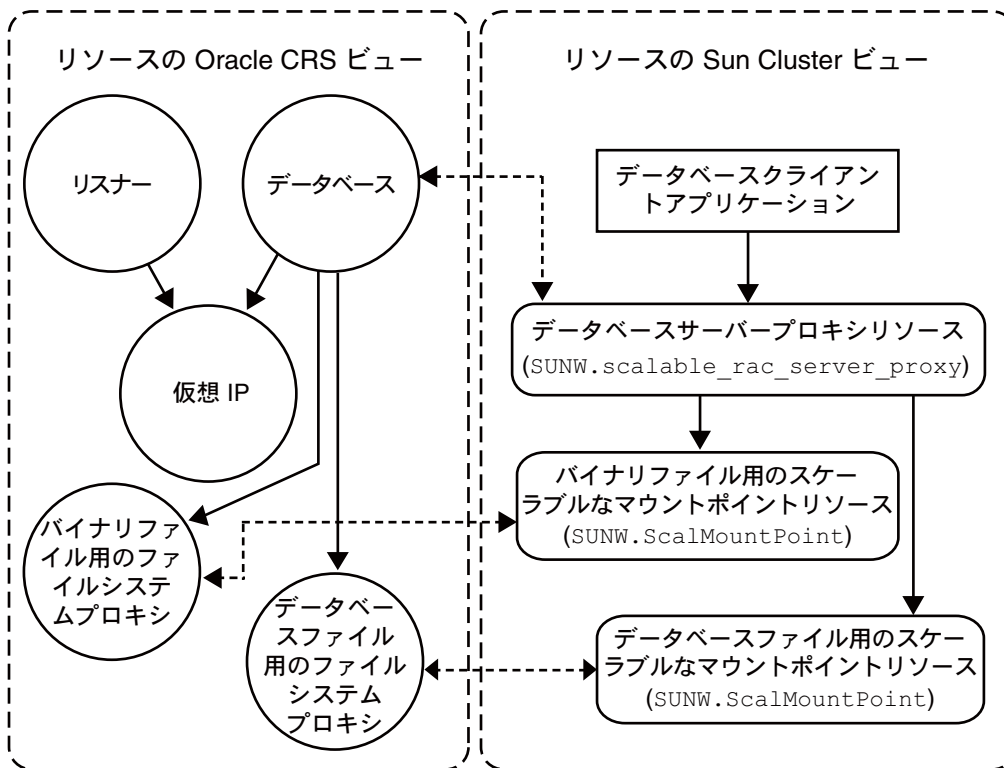 リソースの Oracle CRS ビュー
リスナー
データベース
仮想 IP
バイナリファ
イル用のファ
イルシステ
ムプロキシ
データベー
スファイル
用のファイル
システム
プロキシ
リソースの Sun Cluster ビュー
データベースクライアン
トアプリケーション
データベースサーバープロキシリソース
(SUNW.scalable_rac_server_proxy)
バイナリファイル用のスケー
ラブルなマウントポイントリソース
(SUNW.ScalMountPoint)
データベースファイル用のスケー
ラブルなマウントポイントリソース
(SUNW.ScalMountPoint)